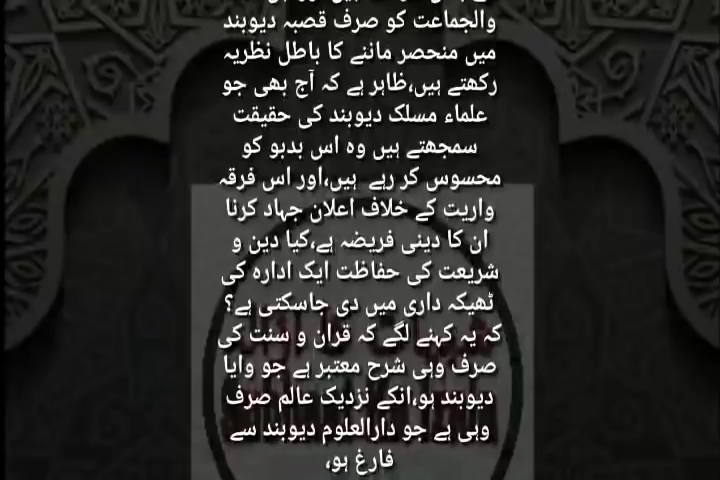 والجماعت کو صرف قصبہ دیوبند
میں منحصر ماننے کا باطل نظریہ
رکھتے ہیں،ظاہر ہے کہ آج بھی جو
علماء مسلک دیوبند کی حقیقت
سمجھتے ہیں وہ اس بدبو کو
محسوس کر رہے ہیں،اور اس فرقہ
واریت کے خلاف اعلان جہاد کرنا
ان کا دینی فریضہ ہے،کیا دین و
شریعت کی حفاظت ایک ادارہ کی
ٹھیکہ داری میں دی جاسکتی ہے؟
کہ یہ کہنے لگے کہ قران و سنت کی
صرف وہی شرح معتبر ہے جو وایا
دیوبند ہو،انکے نزدیک عالم صرف
وہی ہے جو دارالعلوم دیوبند سے
فارغ ہو،